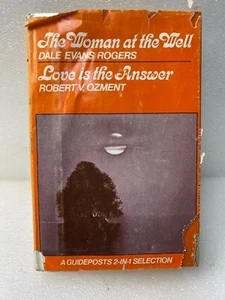 The Woman at the Well
DALE EVANS ROGERS
Love is the Answer
ROBERT V. OZMENT
A GUIDEPOSTS 2-IN-1 SELECTION